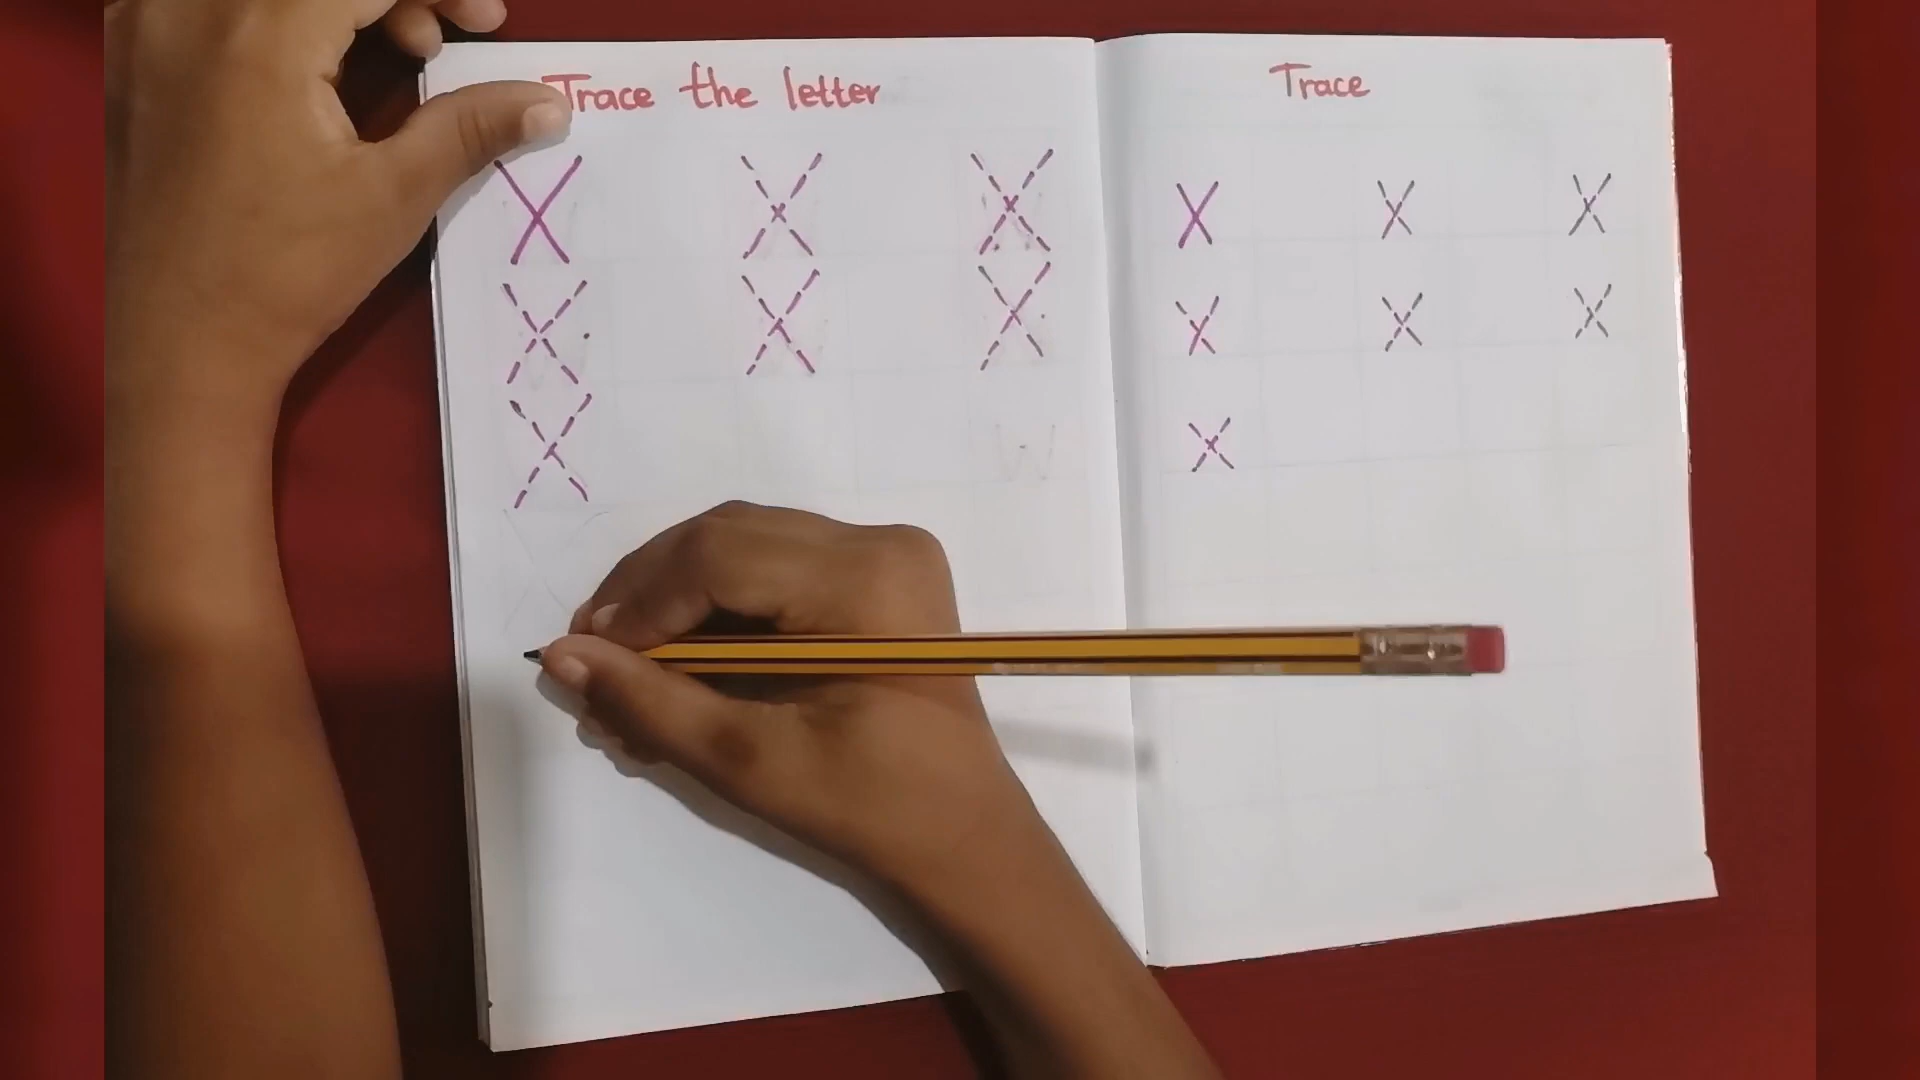 Trace the letter
X X X
X X X
X
Trace
x x x
x x x
x